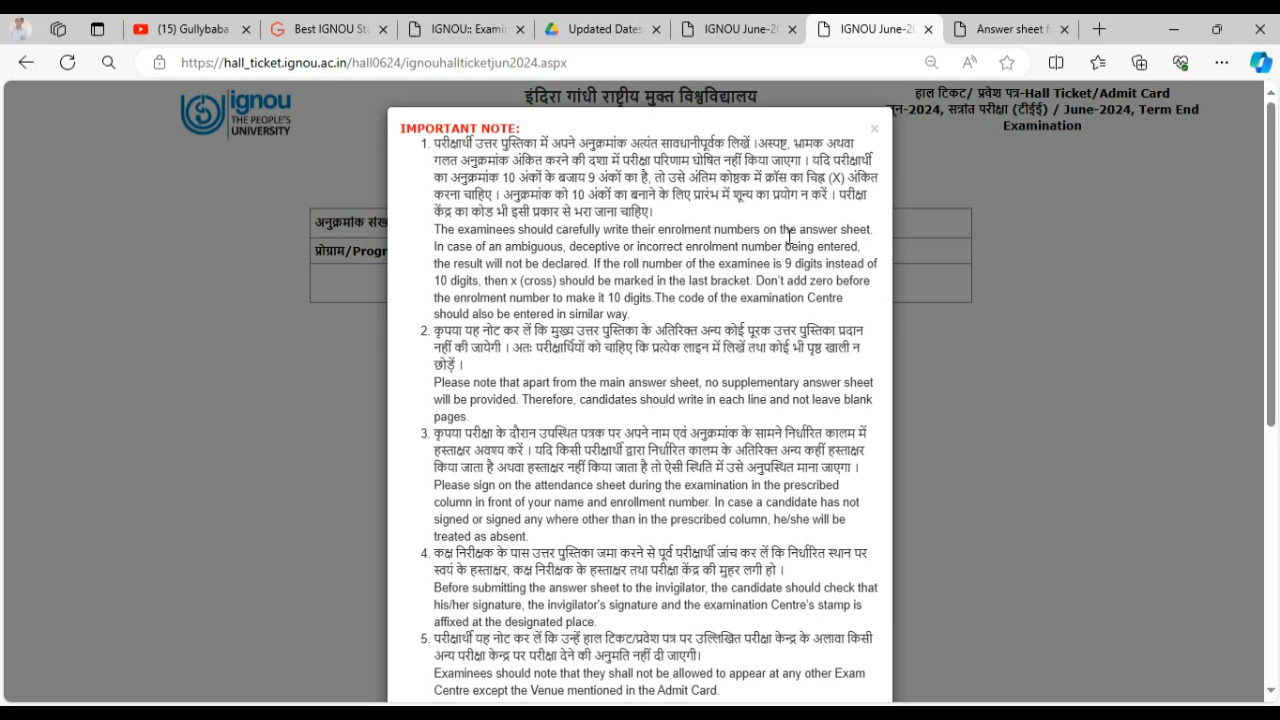 (15) Gullybaba
Best IGNOU Stu
IGNOU:: Examin
Updated Dates
IGNOU June-20
IGNOU June-20
Answer sheet f
https://hall_ticket.ignou.ac.in/hall0624/ignouhallticketjun2024.aspx
ignou
THE PEOPLE'S
UNIVERSITY
इंदिरा गांधी राष्ट्रीय मुक्त विश्वविद्यालय
हाल टिकट/ प्रवेश पत्र-Hall Ticket/Admit Card
जून-2024, सत्रांत परीक्षा (टीईई) / June-2024, Term End
Examination
अनुक्रमांक संख
प्रोग्राम/Progr
IMPORTANT NOTE:
1. परीक्षार्थी उत्तर पुस्तिका में अपने अनुक्रमांक अत्यंत सावधानीपूर्वक लिखें ।अस्पष्ट, भ्रामक अथवा
गलत अनुक्रमांक अंकित करने की दशा में परीक्षा परिणाम घोषित नहीं किया जाएगा । यदि परीक्षार्थी
का अनुक्रमांक 10 अंकों के बजाय 9 अंकों का है, तो उसे अंतिम कोष्ठक में क्रॉस का चिह्न (X) अंकित
करना चाहिए । अनुक्रमांक को 10 अंकों का बनाने के लिए प्रारंभ में शून्य का प्रयोग न करें । परीक्षा
केंद्र का कोड भी इसी प्रकार से भरा जाना चाहिए।
The examinees should carefully write their enrolment numbers on the answer sheet.
In case of an ambiguous, deceptive or incorrect enrolment number being entered,
the result will not be declared. If the roll number of the examinee is 9 digits instead of
10 digits, then x (cross) should be marked in the last bracket. Don't add zero before
the enrolment number to make it 10 digits.The code of the examination Centre
should also be entered in similar way.
2. कृपया यह नोट कर लें कि मुख्य उत्तर पुस्तिका के अतिरिक्त अन्य कोई पूरक उत्तर पुस्तिका प्रदान
नहीं की जायेगी । अतः परीक्षार्थियों को चाहिए कि प्रत्येक लाइन में लिखें तथा कोई भी पृष्ठ खाली न
छोड़ें ।
Please note that apart from the main answer sheet, no supplementary answer sheet
will be provided. Therefore, candidates should write in each line and not leave blank
pages.
3. कृपया परीक्षा के दौरान उपस्थित पत्रक पर अपने नाम एवं अनुक्रमांक के सामने निर्धारित कालम में
हस्ताक्षर अवश्य करें । यदि किसी परीक्षार्थी द्वारा निर्धारित कालम के अतिरिक्त अन्य कहीं हस्ताक्षर
किया जाता है अथवा हस्ताक्षर नहीं किया जाता है तो ऐसी स्थिति में उसे अनुपस्थित माना जाएगा ।
Please sign on the attendance sheet during the examination in the prescribed
column in front of your name and enrollment number. In case a candidate has not
signed or signed any where other than in the prescribed column, he/she will be
treated as absent.
4. कक्ष निरीक्षक के पास उत्तर पुस्तिका जमा करने से पूर्व परीक्षार्थी जांच कर लें कि निर्धारित स्थान पर
स्वयं के हस्ताक्षर, कक्ष निरीक्षक के हस्ताक्षर तथा परीक्षा केंद्र की मुहर लगी हो ।
Before submitting the answer sheet to the invigilator, the candidate should check that
his/her signature, the invigilator's signature and the examination Centre's stamp is
affixed at the designated place.
5. परीक्षार्थी यह नोट कर लें कि उन्हें हाल टिकट/प्रवेश पत्र पर उल्लिखित परीक्षा केन्द्र के अलावा किसी
अन्य परीक्षा केन्द्र पर परीक्षा देने की अनुमति नहीं दी जाएगी।
Examinees should note that they shall not be allowed to appear at any other Exam
Centre except the Venue mentioned in the Admit Card.